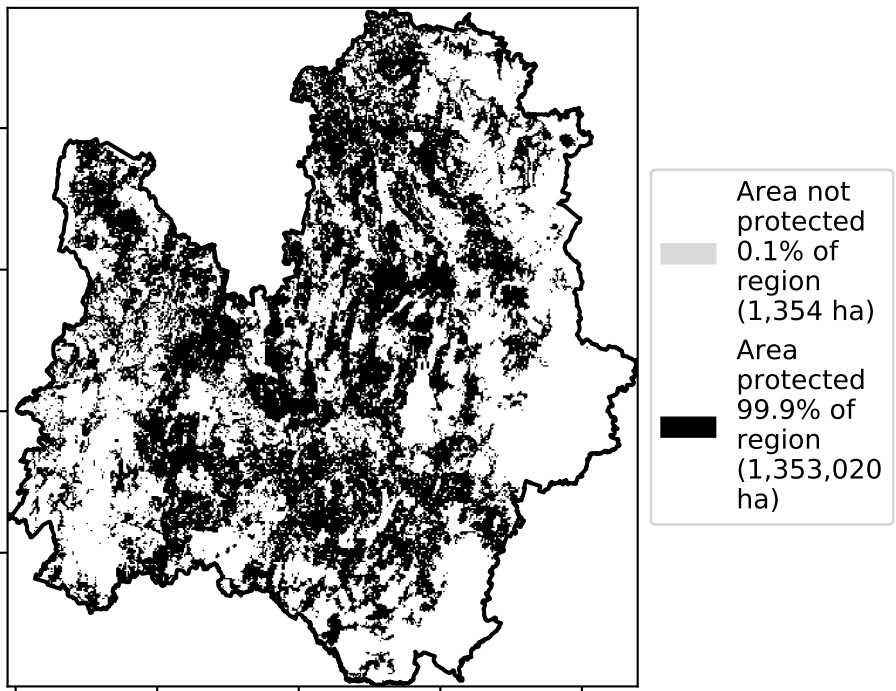 Area not
protected
0.1% of
region
(1,354 ha)
Area
protected
99.9% of
region
(1,353,020
ha)